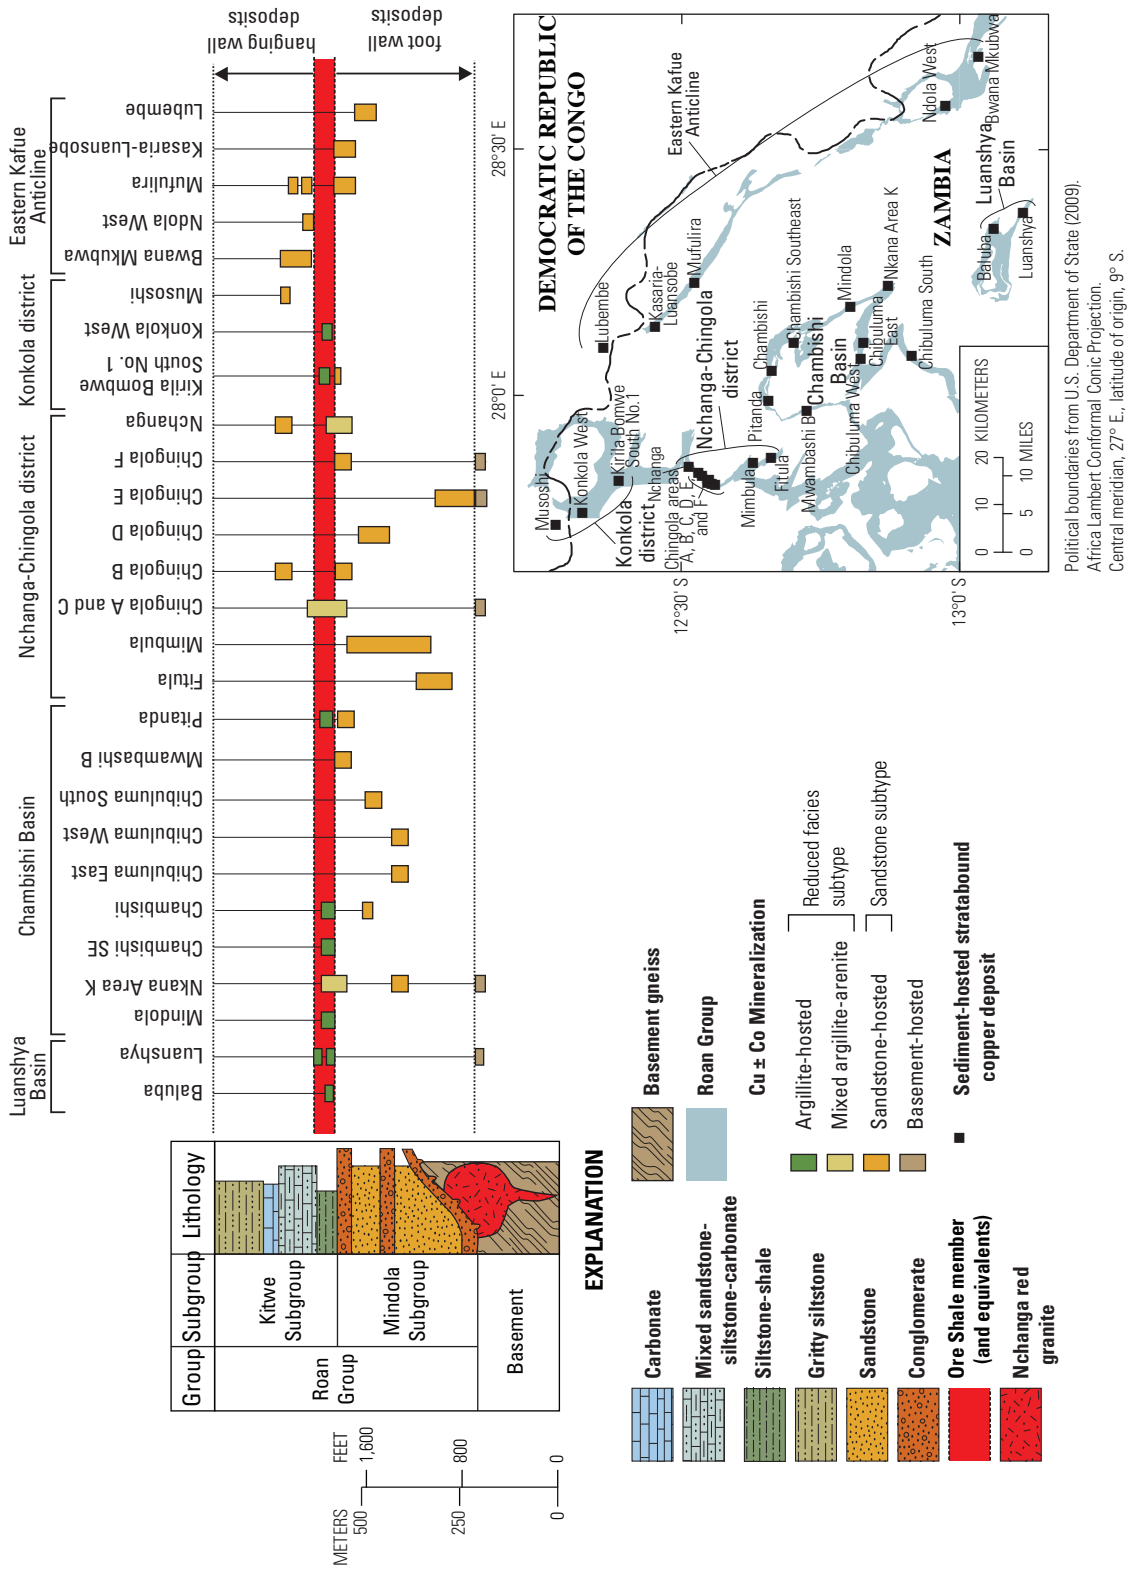 Luanshya
Basin
Chambishi Basin
Nchanga-Chingola district
Konkola district
Eastern Kafue
Anticline
Baluba
Luanshya
Mindola
Nkana Area K
Chambishi SE
Chambishi
Chibuluma East
Chibuluma West
Chibuluma South
Mwambashi B
Pitanda
Fitula
Mimbula
Chingola A and C
Chingola B
Chingola D
Chingola E
Chingola F
Nchanga
Kirila Bombwe
South No. 1
Konkola West
Musoshi
Bwana Mkubwa
Ndola West
Mufulira
Kasaria-Luansobe
Lubembe
hanging wall
deposits
foot wall
deposits
Group
Subgroup
Lithology
Roan
Group
Kitwe
Subgroup
Mindola
Subgroup
Basement
METERS
FEET
500
1,600
250
800
0
0
EXPLANATION
Carbonate
Mixed sandstone-
siltstone-carbonate
Siltstone-shale
Gritty siltstone
Sandstone
Conglomerate
Ore Shale member
(and equivalents)
Nchanga red
granite
Basement gneiss
Roan Group
Cu ± Co Mineralization
Argillite-hosted
Mixed argillite-arenite
Reduced facies
subtype
Sandstone-hosted
Sandstone subtype
Basement-hosted
Sediment-hosted stratabound
copper deposit
28°0' E
28°30' E
12°30' S
13°0' S
DEMOCRATIC REPUBLIC
OF THE CONGO
ZAMBIA
Eastern Kafue
Anticline
Musoshi
Konkola West
Kirila-Bomwe
South No.1
Konkola
district
Lubembe
Kasaria-
Luansobe
Mufulira
Nchanga
Chingola areas
A, B, C, D, E,
and F
Nchanga-Chingola
district
Mimbula
Fitula
Pitanda
Chambishi
Chambishi Southeast
Mwambashi B
Chambishi
Basin
Mindola
Chibuluma West
Chibuluma
East
Nkana Area K
Chibuluma South
Ndola West
Bwana Mkubwa
Luanshya
Basin
Baluba
Luanshya
0
10
20 KILOMETERS
0
5
10 MILES
Political boundaries from U.S. Department of State (2009).
Africa Lambert Conformal Conic Projection.
Central meridian, 27° E., latitude of origin, 9° S.